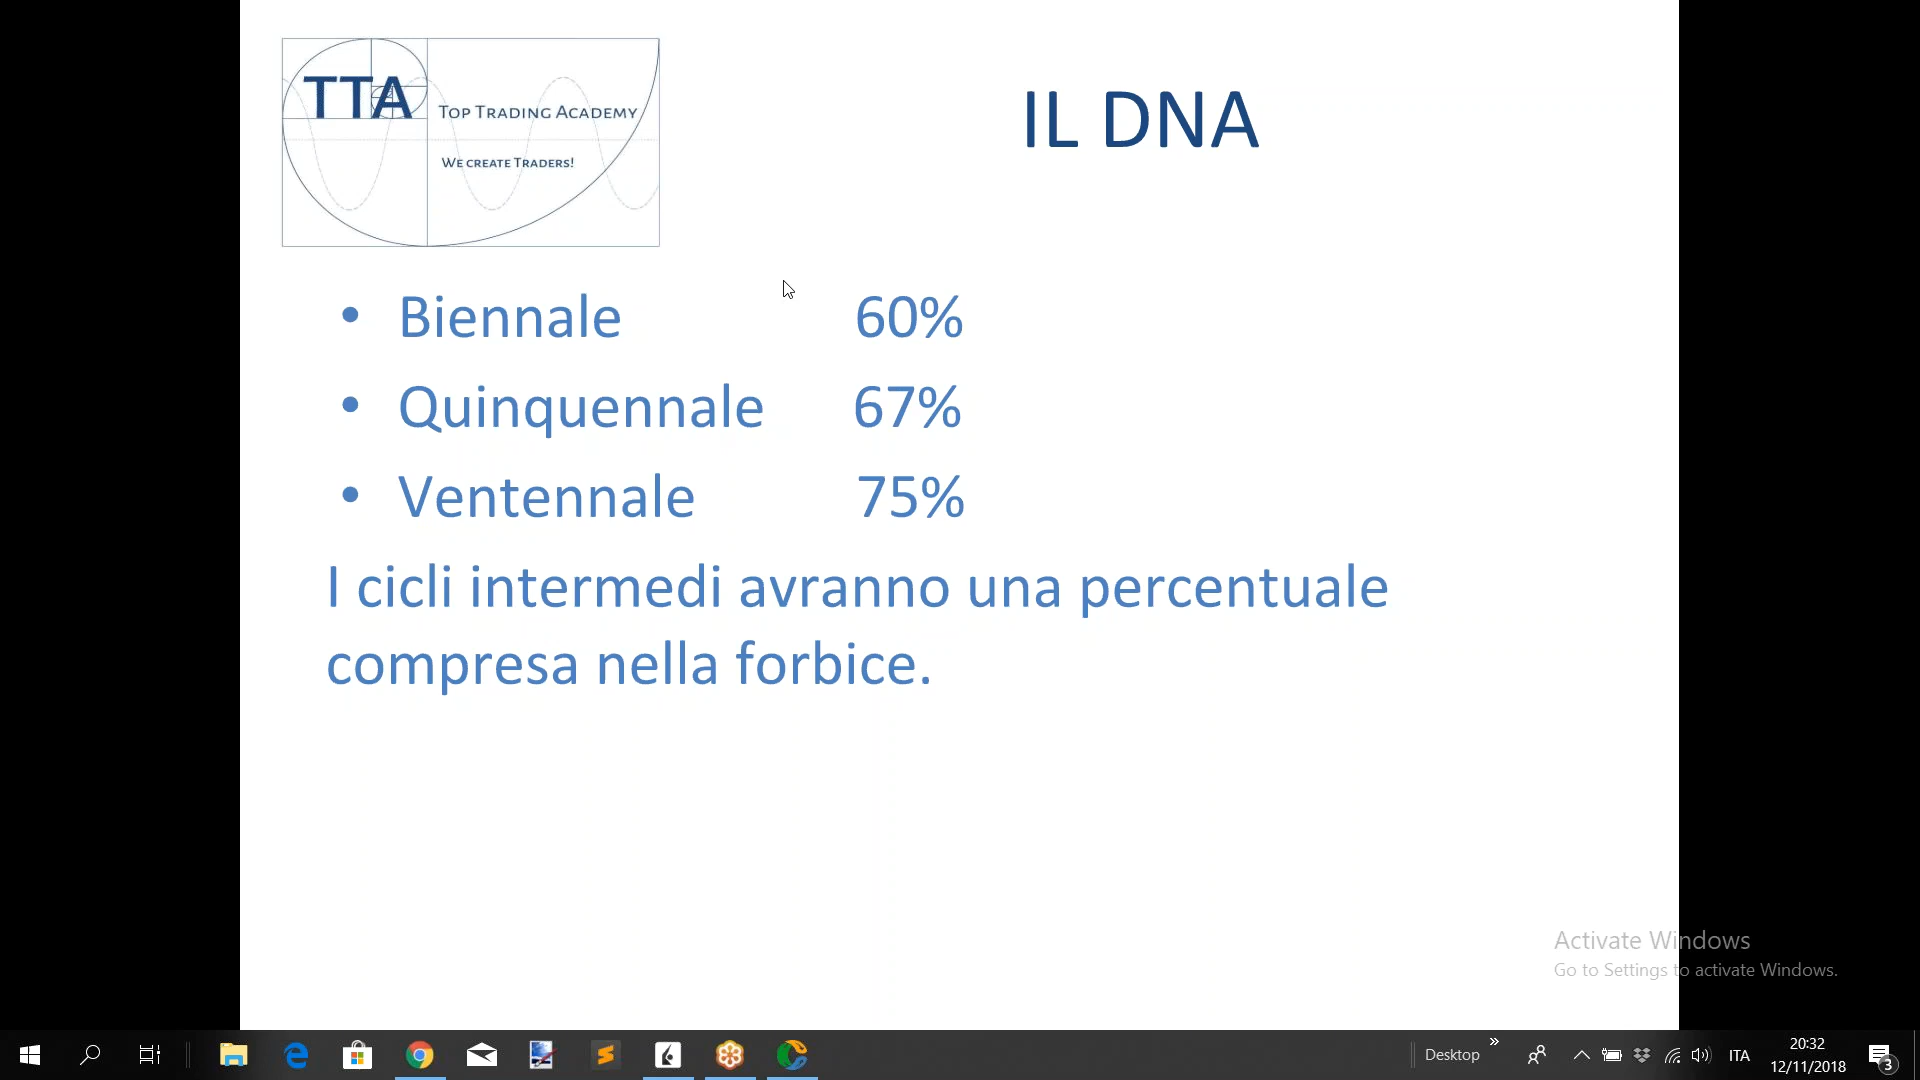 TTA
TOP TRADING ACADEMY
WE CREATE TRADERS!
IL DNA
• Biennale 60%
• Quinquennale 67%
• Ventennale 75%
I cicli intermedi avranno una percentuale
compresa nella forbice.
Activate Windows
Go to Settings to activate Windows.
Desktop
ITA
20:32
12/11/2018
3